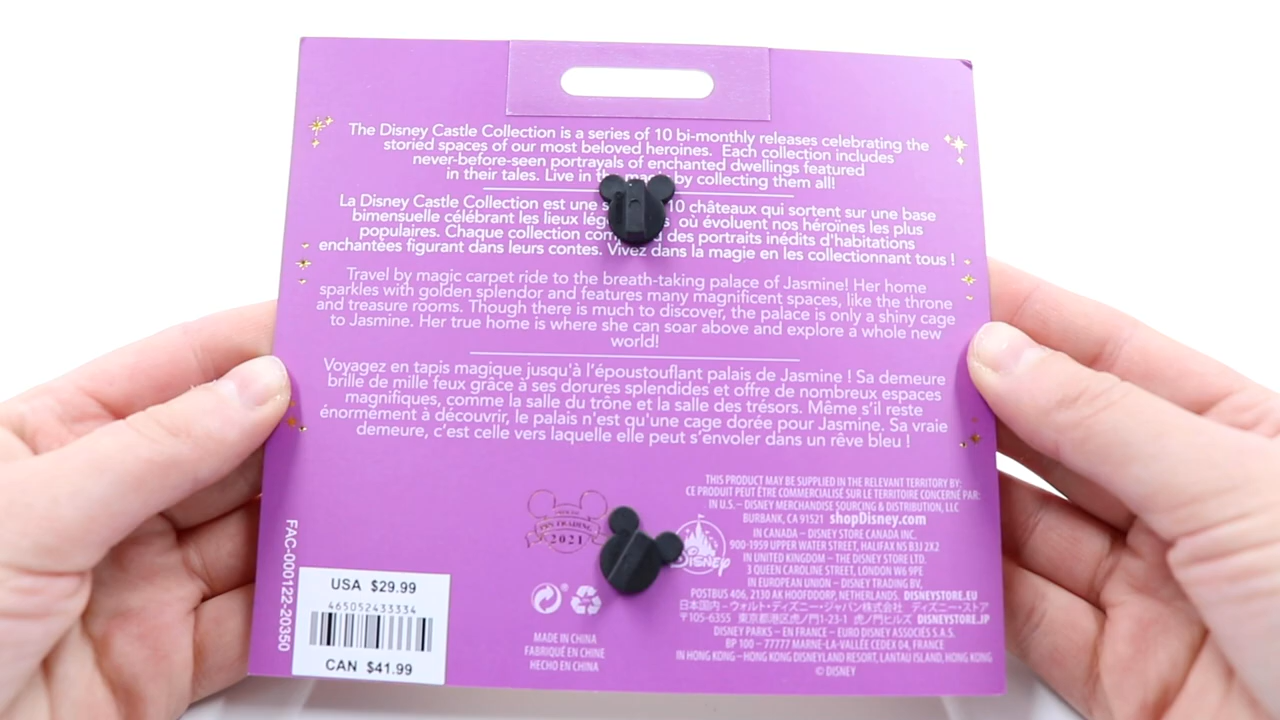 The Disney Castle Collection is a series of 10 bi-monthly releases celebrating the
storied spaces of our most beloved heroines. Each collection includes
never-before-seen portrayals of enchanted dwellings featured
in their tales. Live in the magic by collecting them all!
La Disney Castle Collection est une 10 châteaux qui sortent sur une base
bimensuelle célébrant les lieux où évoluent nos héroïnes les plus
populaires. Chaque collection des portraits inédits d'habitations
enchantées figurant dans leurs contes. Vivez dans la magie en les collectionnant tous !
Travel by magic carpet ride to the breath-taking palace of Jasmine! Her home
sparkles with golden splendor and features many magnificent spaces, like the throne
and treasure rooms. Though there is much to discover, the palace is only a shiny cage
to Jasmine. Her true home is where she can soar above and explore a whole new
world!
Voyagez en tapis magique jusqu'à l'époustouflant palais de Jasmine ! Sa demeure
brille de mille feux grâce à ses dorures splendides et offre de nombreux espaces
magnifiques, comme la salle du trône et la salle des trésors. Même s'il reste
énormément à découvrir, le palais n'est qu'une cage dorée pour Jasmine. Sa vraie
demeure, c'est celle vers laquelle elle peut s'envoler dans un rêve bleu !
THIS PRODUCT MAY BE SUPPLIED IN THE RELEVANT TERRITORY BY:
CE PRODUIT PEUT ÊTRE COMMERCIALISÉ SUR LE TERRITOIRE CONCERNÉ PAR:
IN U.S. – DISNEY MERCHANDISE SOURCING & DISTRIBUTION, LLC
BURBANK, CA 91521 shopDisney.com
IN CANADA – DISNEY STORE CANADA INC.
900-1959 UPPER WATER STREET, HALIFAX NS B3J 3N2
IN UNITED KINGDOM – THE DISNEY STORE LTD.
3 QUEEN CAROLINE STREET, LONDON W6 9PE
IN EUROPEAN UNION – DISNEY TRADING BV,
POSTBUS 406, 2130 AK HOOFDDORP, NETHERLANDS. DISNEYSTORE.EU
日本国内－ウォルト・ディズニー・ジャパン株式会社 ディズニーストア
〒105-6355 東京都港区虎ノ門1-23-1 虎ノ門ヒルズ DISNEYSTORE.JP
DISNEY PARKS – EN FRANCE – EURO DISNEY ASSOCIÉS S.A.S.
BP 100 – 77777 MARNE-LA-VALLÉE CEDEX 04, FRANCE
IN HONG KONG – HONG KONG DISNEYLAND RESORT, LANTAU ISLAND, HONG KONG
© DISNEY
PIN TRADING
2021
DISNEY
MADE IN CHINA
FABRIQUÉ EN CHINE
HECHO EN CHINA
FAC-000122-20350
USA $29.99
465052433334
CAN $41.99